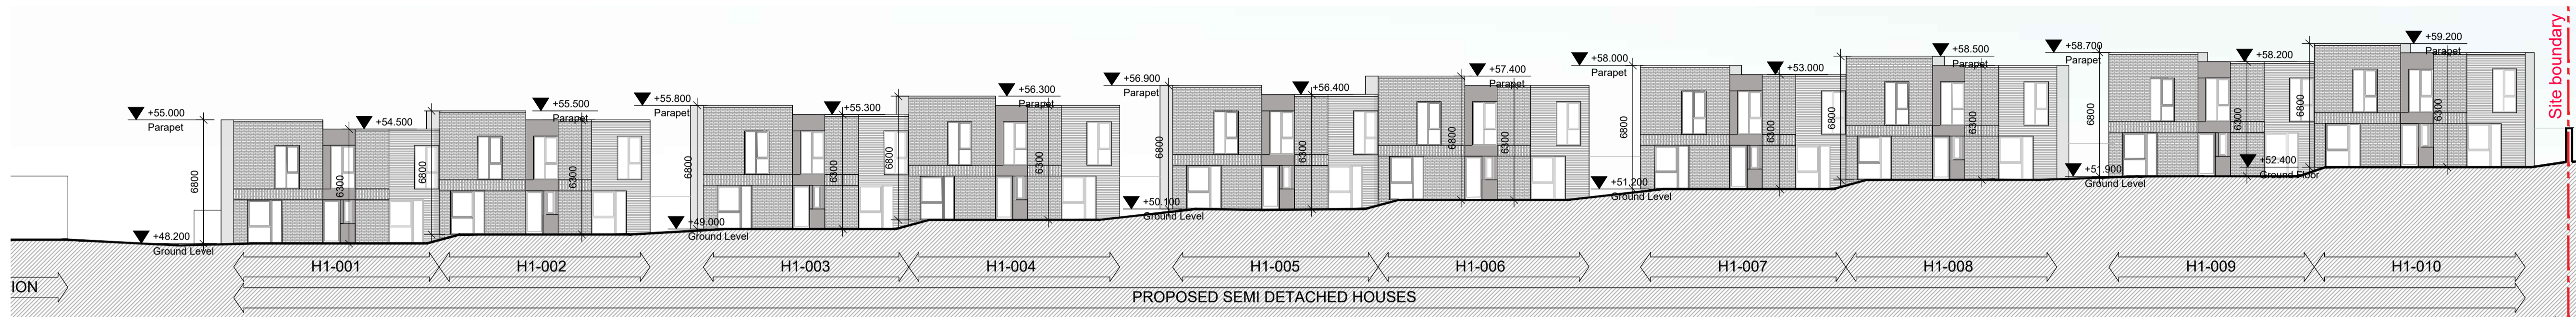 +55.000
Parapet
+54.500
+55.500
Parapet
+55.800
Parapet
+55.300
+56.300
Parapet
+56.900
Parapet
+56.400
+57.400
Parapet
+58.000
Parapet
+53.000
+58.500
Parapet
+58.700
Parapet
+58.200
+59.200
Parapet
Site boundary
6800
6300
6800
6300
6800
6300
6800
6300
6800
6300
6800
6300
6800
6300
6800
6300
6800
6300
6800
6300
+48.200
Ground Level
+49.000
Ground Level
+50.100
Ground Level
+51.200
Ground Level
+51.900
Ground Level
+52.400
Ground Floor
H1-001
H1-002
H1-003
H1-004
H1-005
H1-006
H1-007
H1-008
H1-009
H1-010
ION
PROPOSED SEMI DETACHED HOUSES